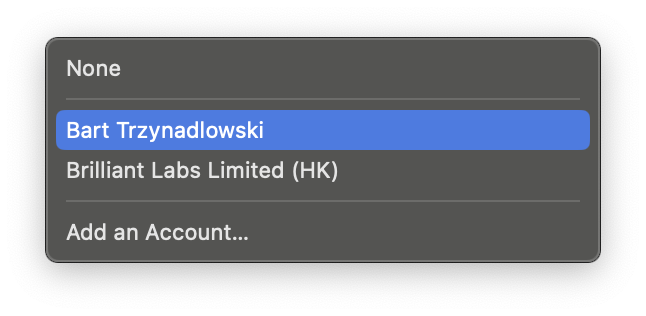 None
Bart Trzynadlowski
Brilliant Labs Limited (HK)
Add an Account...